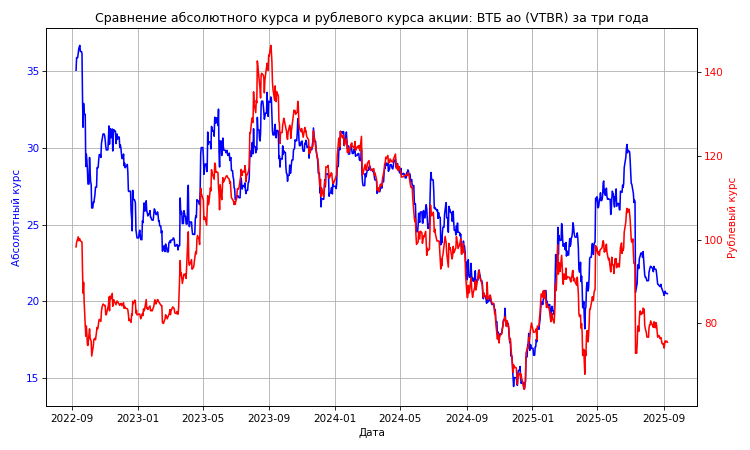 Сравнение абсолютного курса и рублевого курса акции: ВТБ ао (VTBR) за три года
Абсолютный курс
35
30
25
20
15
140
120
100
80
Рублевый курс
2022-09 2023-01 2023-05 2023-09 2024-01 2024-05 2024-09 2025-01 2025-05 2025-09
Дата